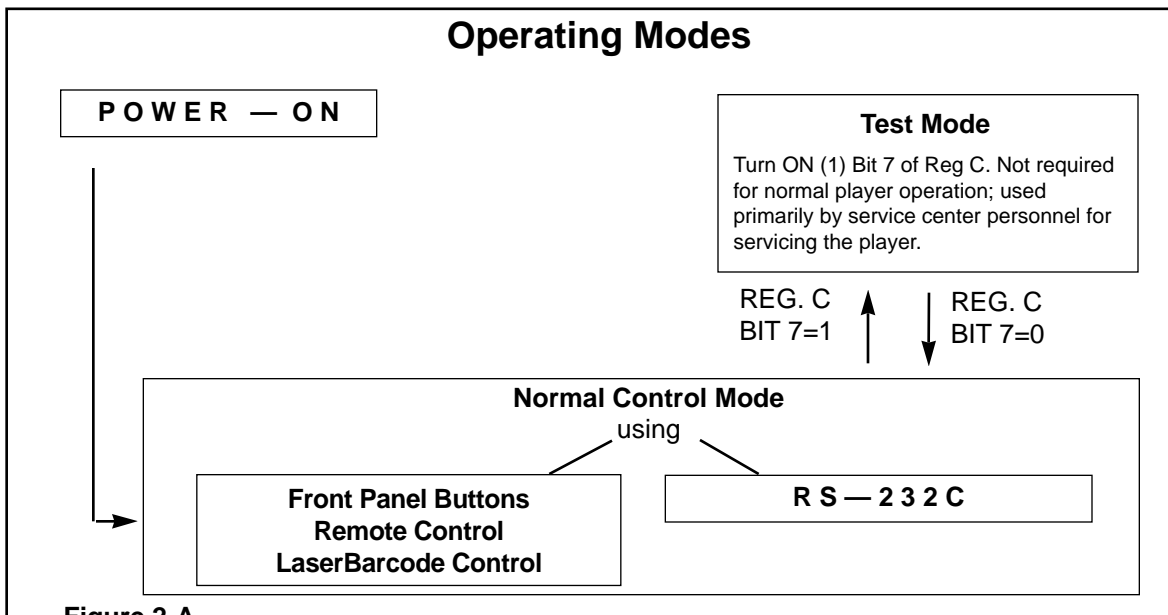 Operating Modes
POWER — ON
Test Mode
Turn ON (1) Bit 7 of Reg C. Not required
for normal player operation; used
primarily by service center personnel for
servicing the player.
REG. C
BIT 7=1
REG. C
BIT 7=0
Normal Control Mode
using
Front Panel Buttons
Remote Control
LaserBarcode Control
RS—232C
Figure 2-A